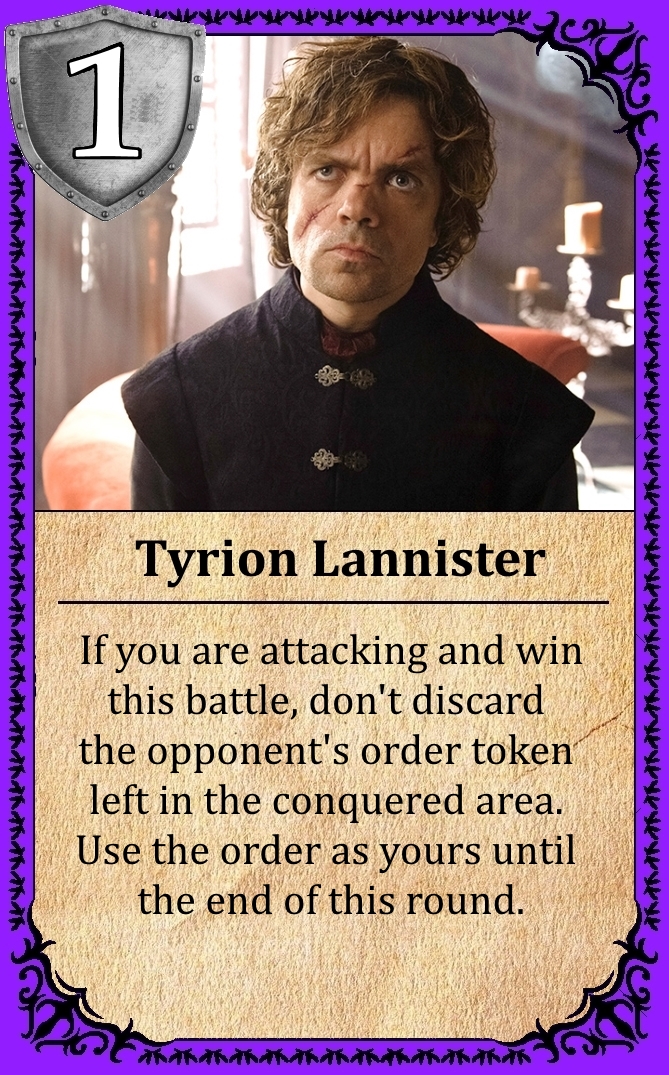 1
Tyrion Lannister
If you are attacking and win
this battle, don't discard
the opponent's order token
left in the conquered area.
Use the order as yours until
the end of this round.